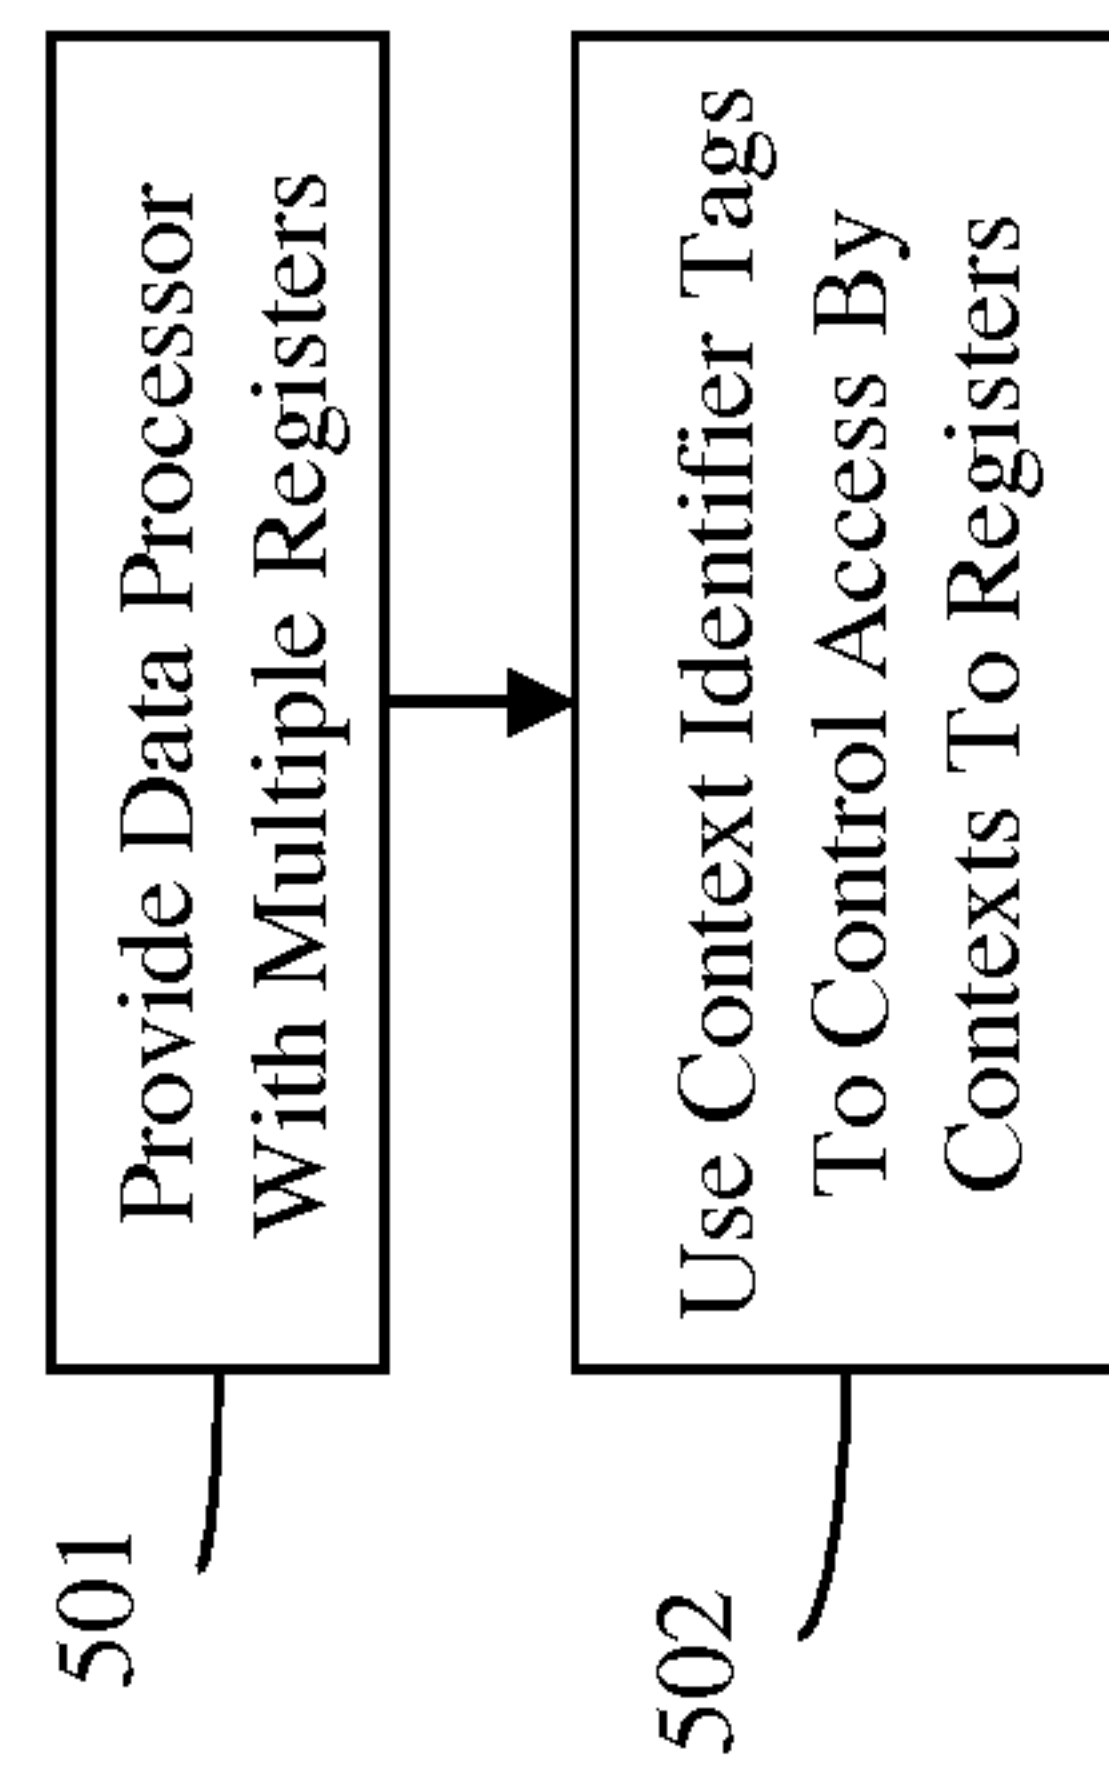 501
Provide Data Processor
With Multiple Registers
502
Use Context Identifier Tags
To Control Access By
Contexts To Registers